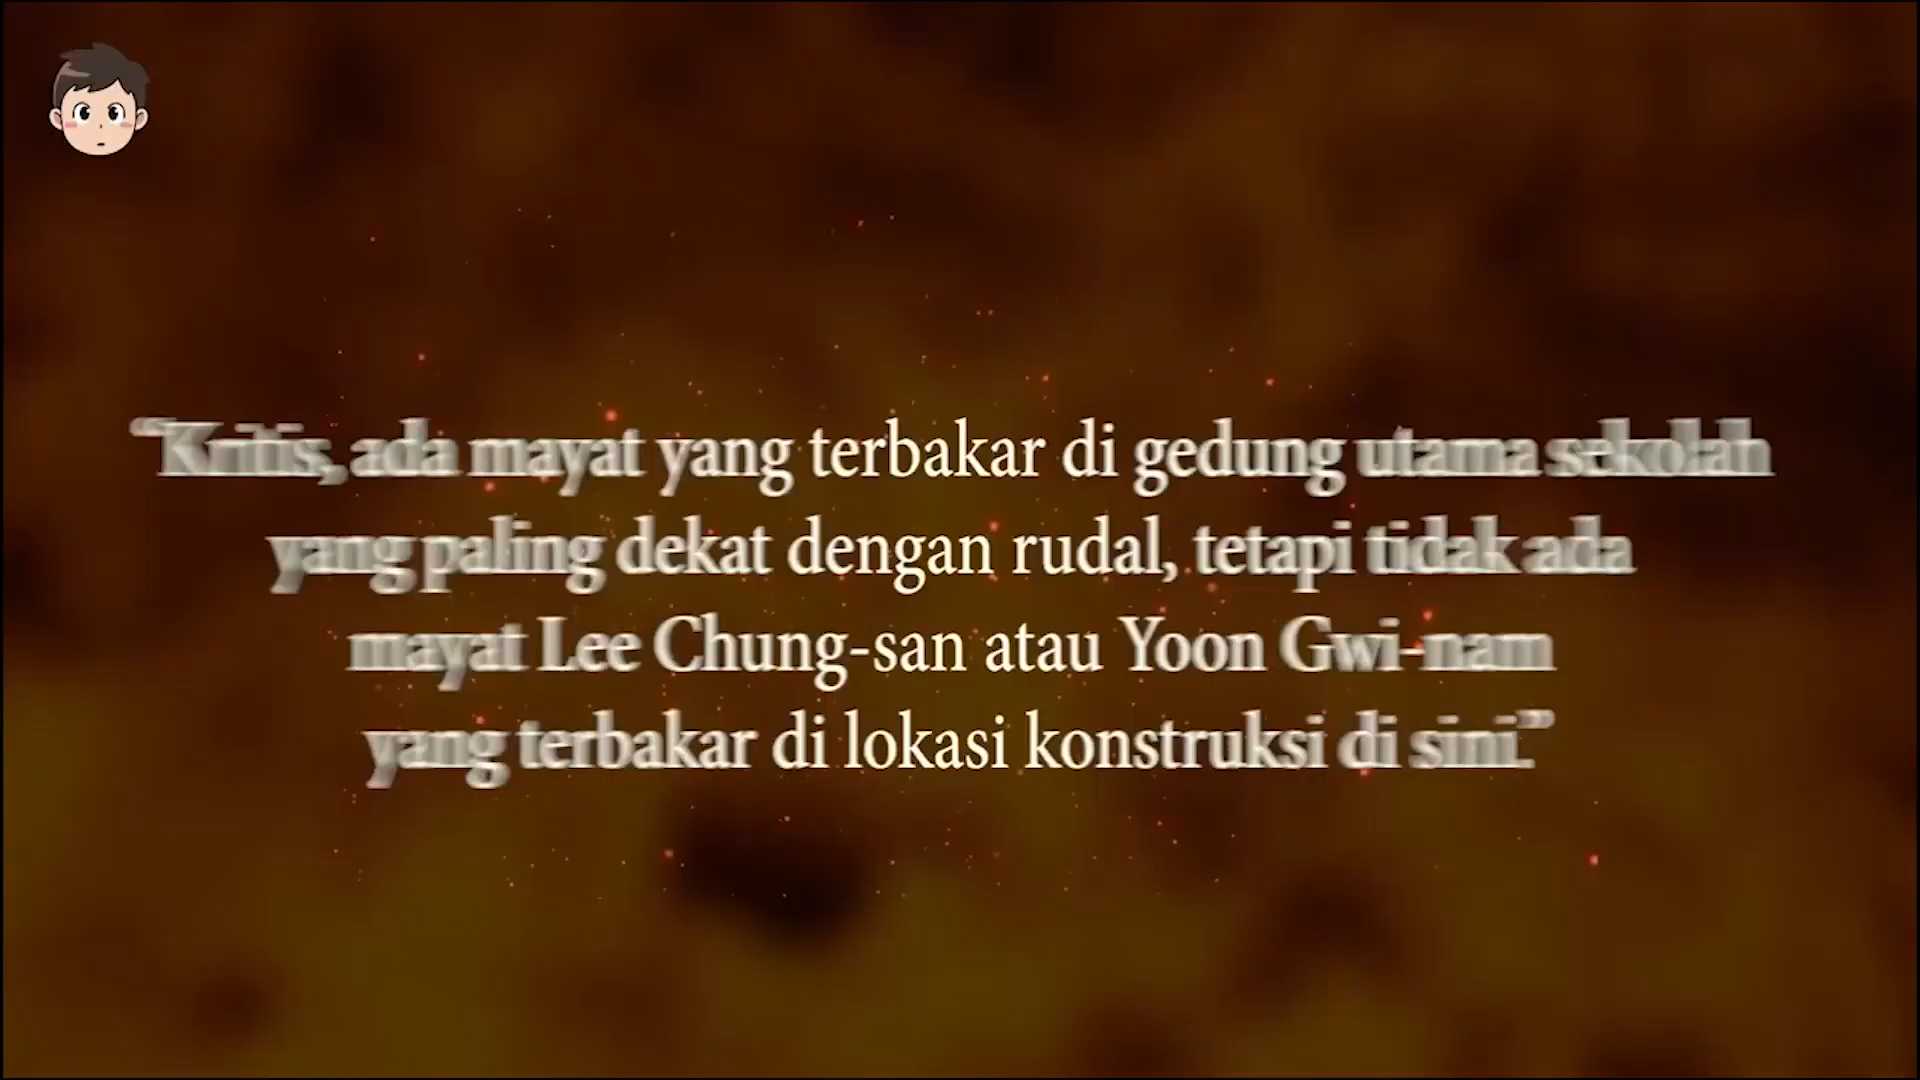 “Kritis, ada mayat yang terbakar di gedung utama sekolah
yang paling dekat dengan rudal, tetapi tidak ada
mayat Lee Chung-san atau Yoon Gwi-nam
yang terbakar di lokasi konstruksi di sini.”